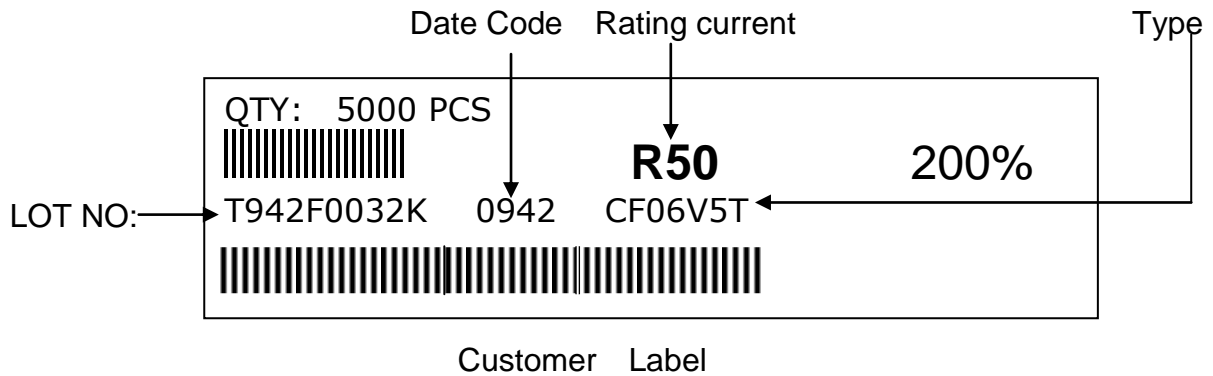 Date Code Rating current Type
QTY: 5000 PCS
R50 200%
LOT NO: T942F0032K 0942 CF06V5T
Customer Label